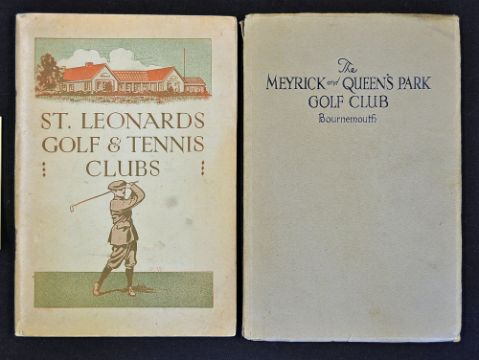 ST. LEONARDS
GOLF & TENNIS
CLUBS
The
MEYRICK and QUEEN'S PARK
GOLF CLUB
Bournemouth